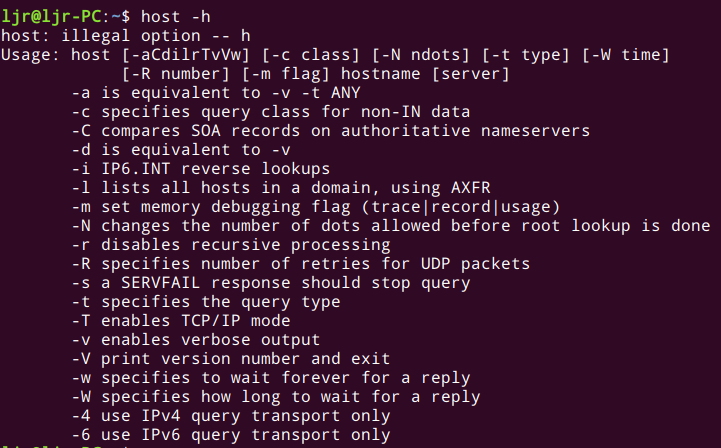 ljr@ljr-PC:~$ host -h
host: illegal option -- h
Usage: host [-aCdilrTvVw] [-c class] [-N ndots] [-t type] [-W time]
            [-R number] [-m flag] hostname [server]
       -a is equivalent to -v -t ANY
       -c specifies query class for non-IN data
       -C compares SOA records on authoritative nameservers
       -d is equivalent to -v
       -i IP6.INT reverse lookups
       -l lists all hosts in a domain, using AXFR
       -m set memory debugging flag (trace|record|usage)
       -N changes the number of dots allowed before root lookup is done
       -r disables recursive processing
       -R specifies number of retries for UDP packets
       -s a SERVFAIL response should stop query
       -t specifies the query type
       -T enables TCP/IP mode
       -v enables verbose output
       -V print version number and exit
       -w specifies to wait forever for a reply
       -W specifies how long to wait for a reply
       -4 use IPv4 query transport only
       -6 use IPv6 query transport only